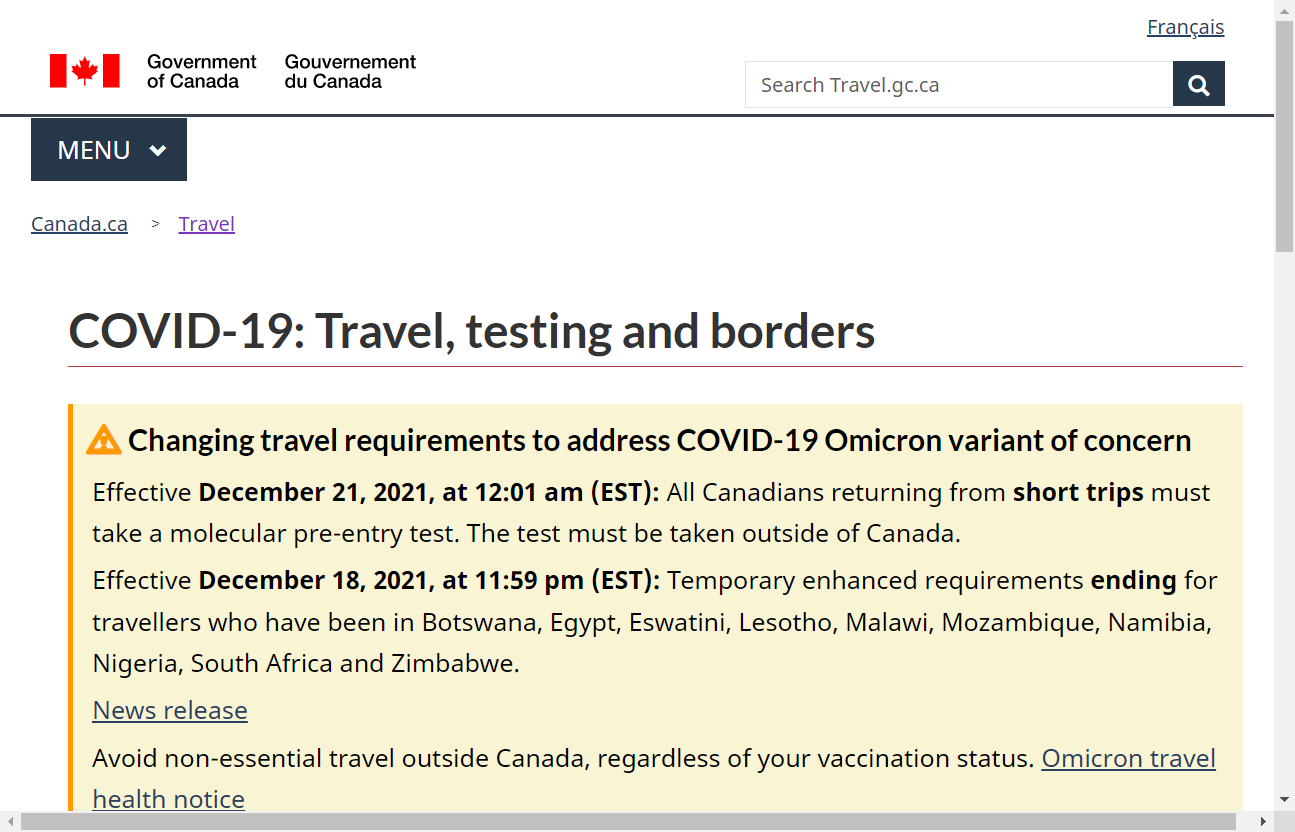 Français
Government of Canada
Gouvernement du Canada
Search Travel.gc.ca
MENU
Canada.ca > Travel
COVID-19: Travel, testing and borders
Changing travel requirements to address COVID-19 Omicron variant of concern
Effective December 21, 2021, at 12:01 am (EST): All Canadians returning from short trips must
take a molecular pre-entry test. The test must be taken outside of Canada.
Effective December 18, 2021, at 11:59 pm (EST): Temporary enhanced requirements ending for
travellers who have been in Botswana, Egypt, Eswatini, Lesotho, Malawi, Mozambique, Namibia,
Nigeria, South Africa and Zimbabwe.
News release
Avoid non-essential travel outside Canada, regardless of your vaccination status. Omicron travel
health notice